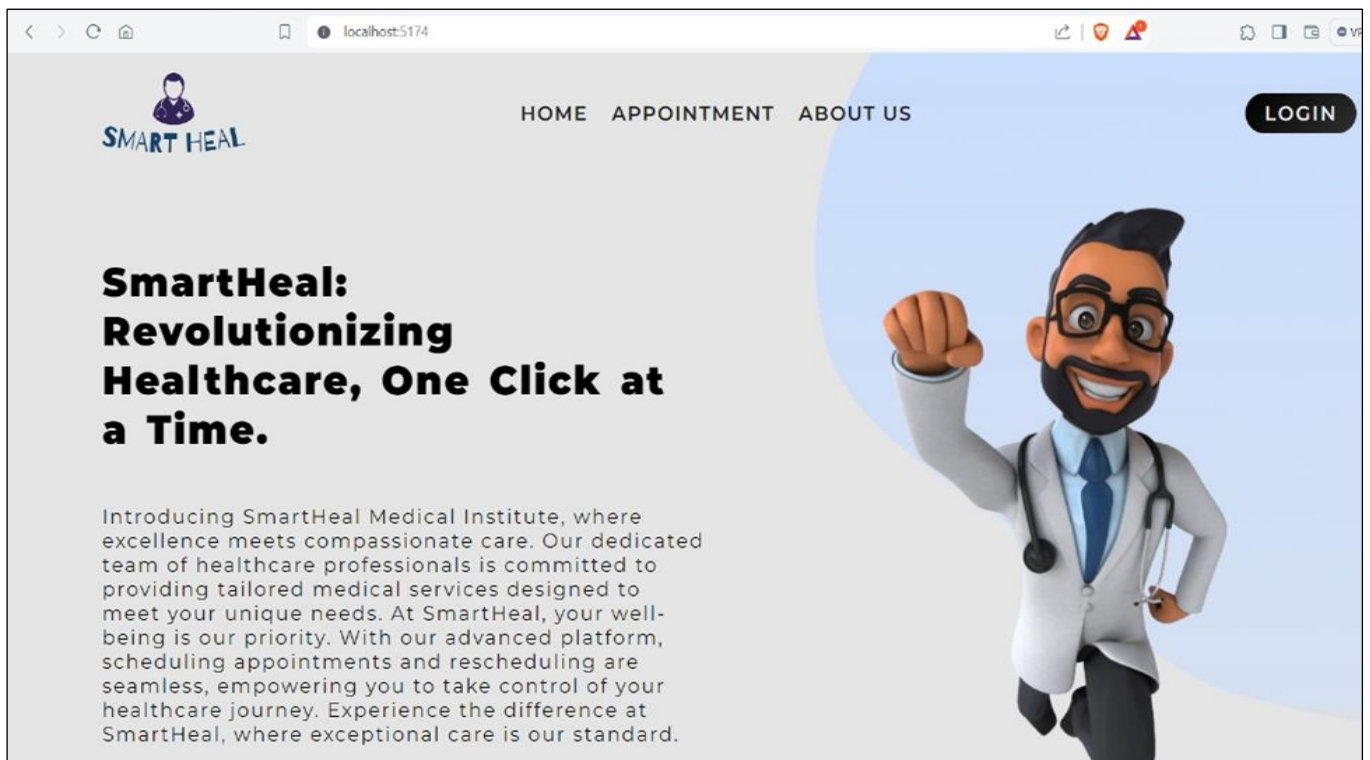 localhost:5174
SMART HEAL
HOME APPOINTMENT ABOUT US
LOGIN
SmartHeal:
Revolutionizing
Healthcare, One Click at
a Time.
Introducing SmartHeal Medical Institute, where
excellence meets compassionate care. Our dedicated
team of healthcare professionals is committed to
providing tailored medical services designed to
meet your unique needs. At SmartHeal, your well-
being is our priority. With our advanced platform,
scheduling appointments and rescheduling are
seamless, empowering you to take control of your
healthcare journey. Experience the difference at
SmartHeal, where exceptional care is our standard.